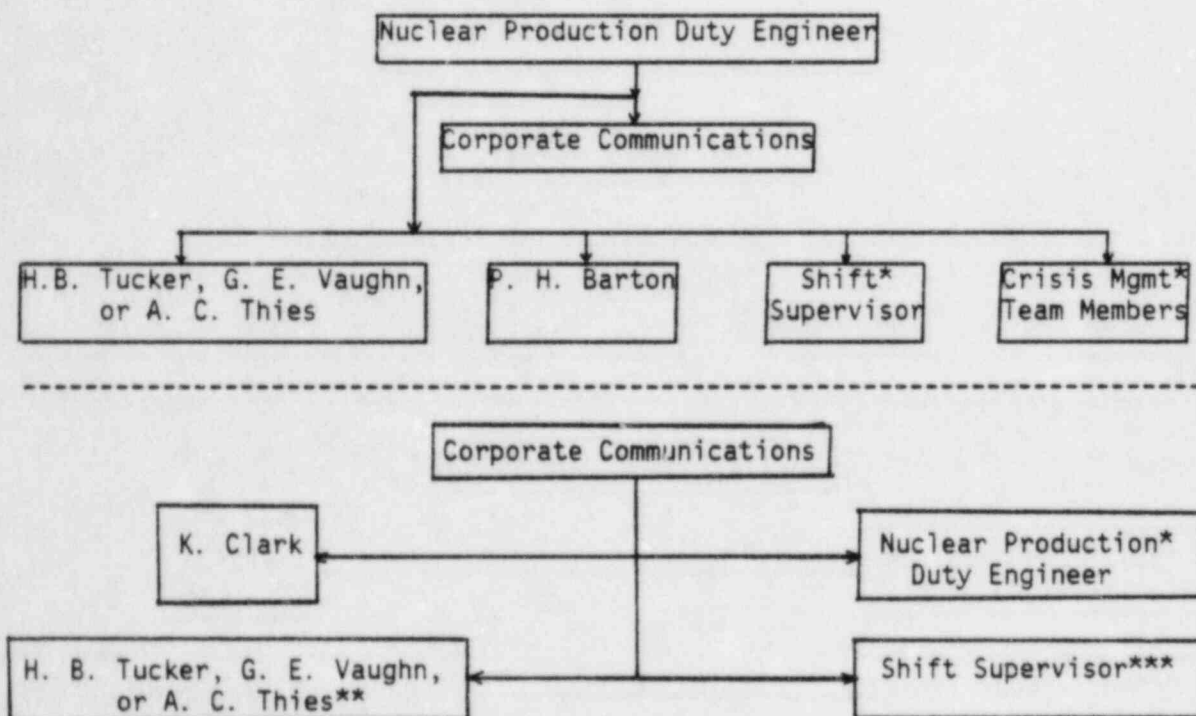 Nuclear Production Duty Engineer
Corporate Communications
H.B. Tucker, G. E. Vaughn,
or A. C. Thies
P. H. Barton
Shift*
Supervisor
Crisis Mgmt*
Team Members
Corporate Communications
K. Clark
Nuclear Production*
Duty Engineer
H. B. Tucker, G. E. Vaughn,
or A. C. Thies**
Shift Supervisor***